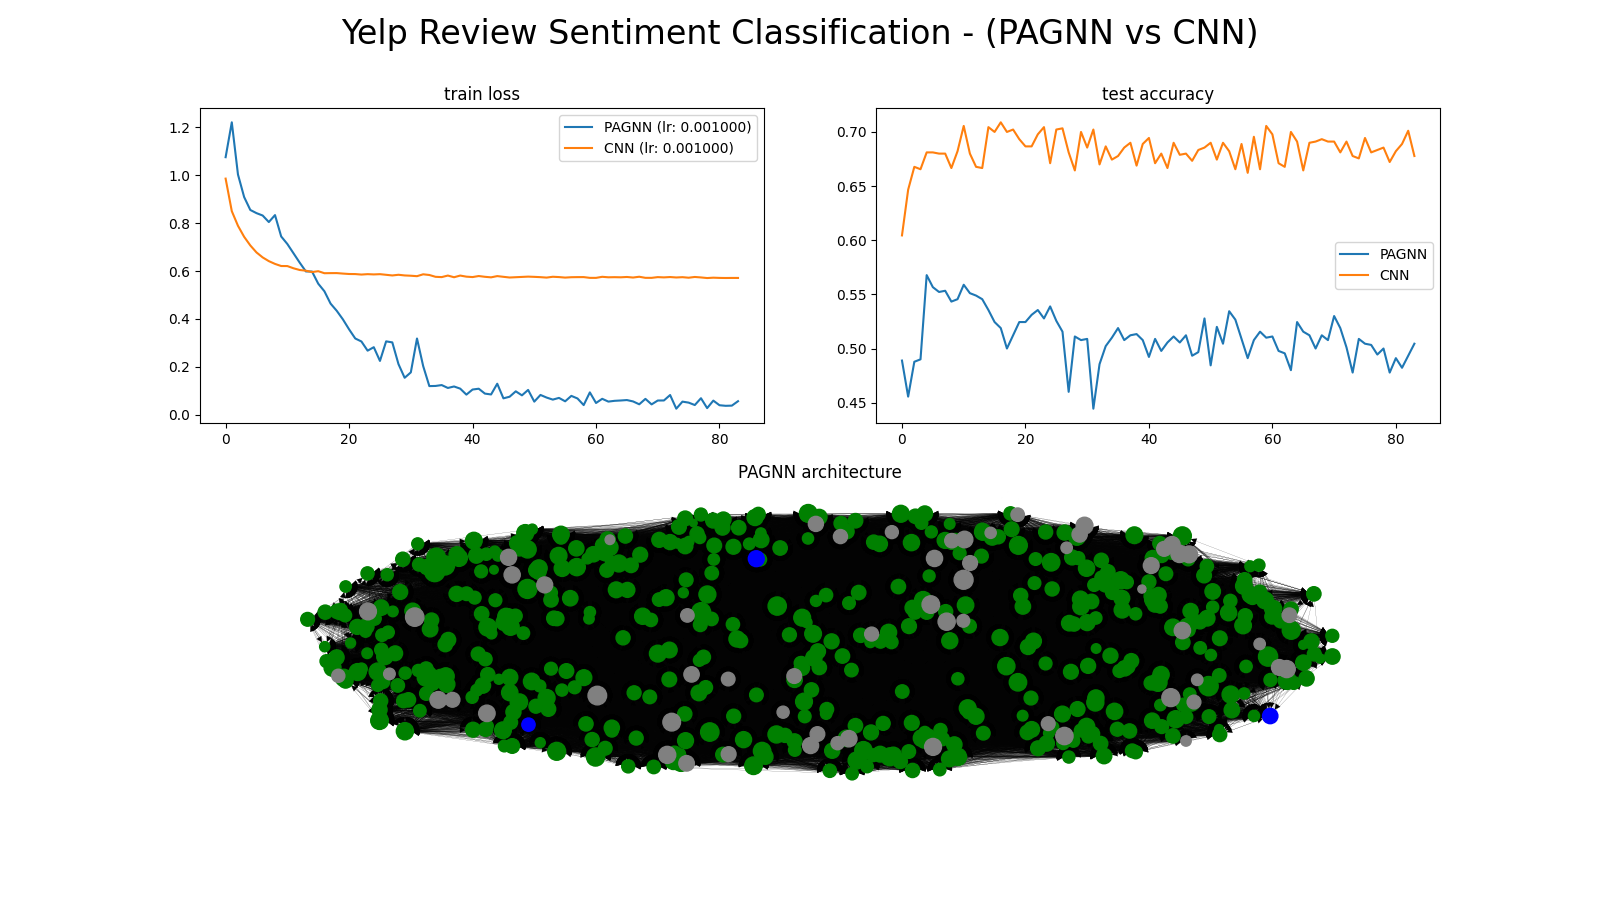 Yelp Review Sentiment Classification - (PAGNN vs CNN)
train loss
1.2
1.0
0.8
0.6
0.4
0.2
0.0
0 20 40 60 80
PAGNN (lr: 0.001000)
CNN (lr: 0.001000)
test accuracy
0.70
0.65
0.60
0.55
0.50
0.45
0 20 40 60 80
PAGNN
CNN
PAGNN architecture